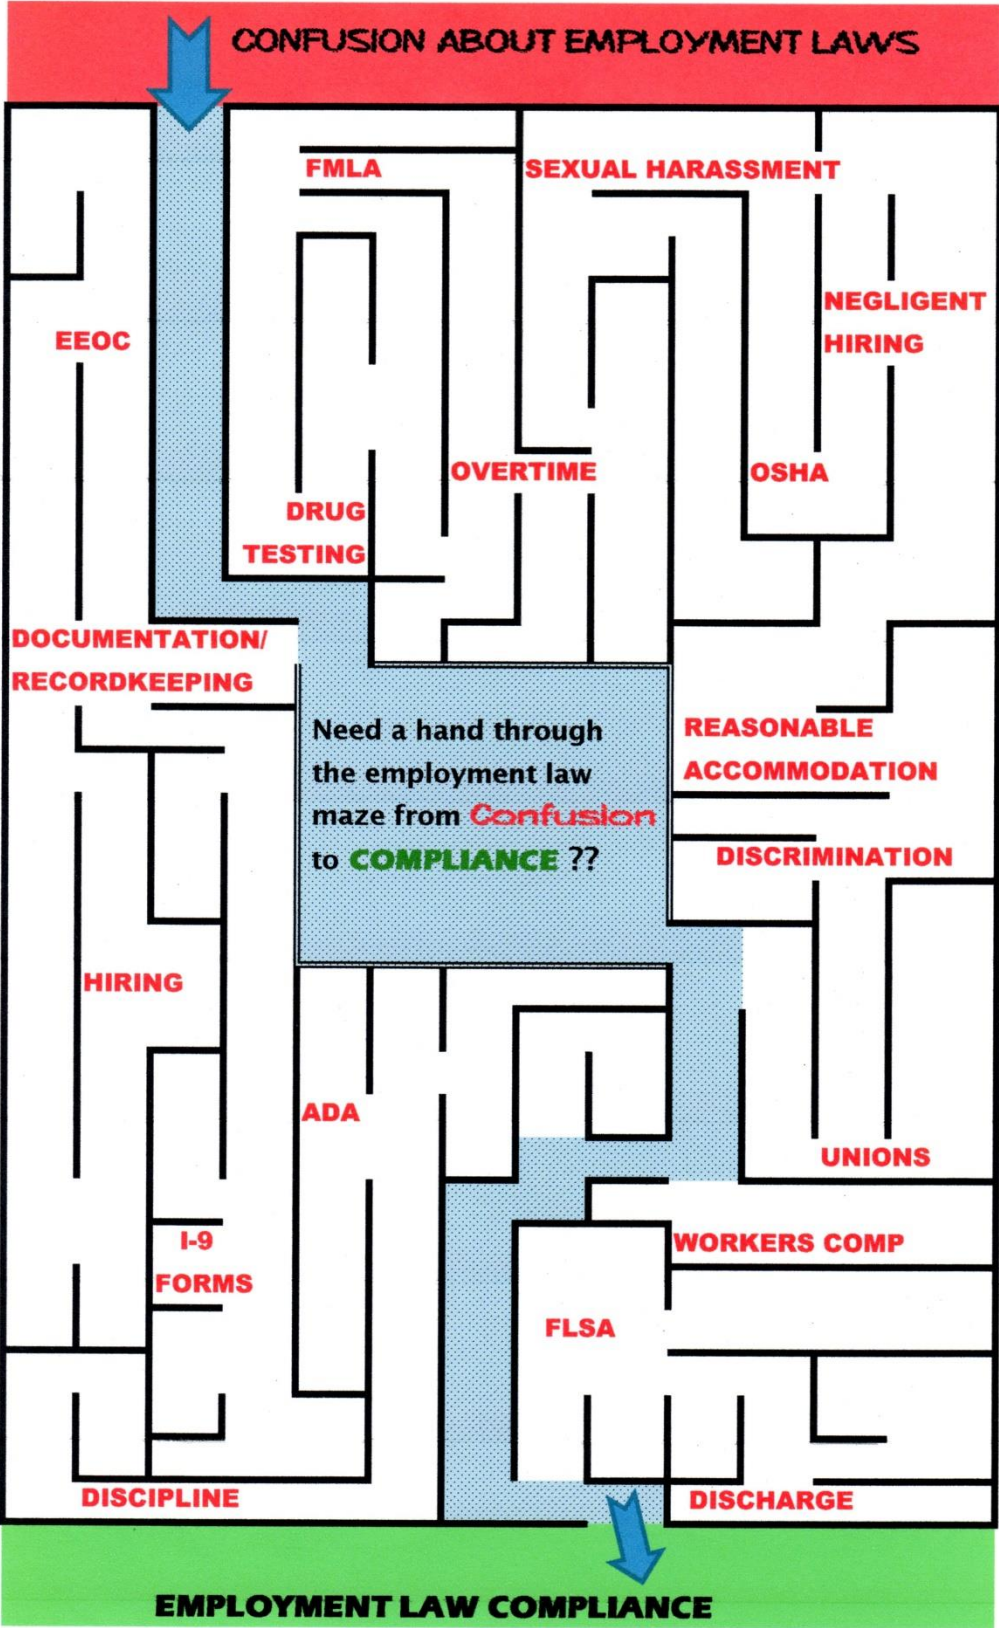 CONFUSION ABOUT EMPLOYMENT LAWS
FMLA
SEXUAL HARASSMENT
NEGLIGENT
HIRING
EEOC
OVERTIME
OSHA
DRUG
TESTING
DOCUMENTATION/
RECORDKEEPING
Need a hand through
the employment law
maze from Confusion
to COMPLIANCE ??
REASONABLE
ACCOMMODATION
DISCRIMINATION
HIRING
ADA
UNIONS
I-9
FORMS
WORKERS COMP
FLSA
DISCIPLINE
DISCHARGE
EMPLOYMENT LAW COMPLIANCE